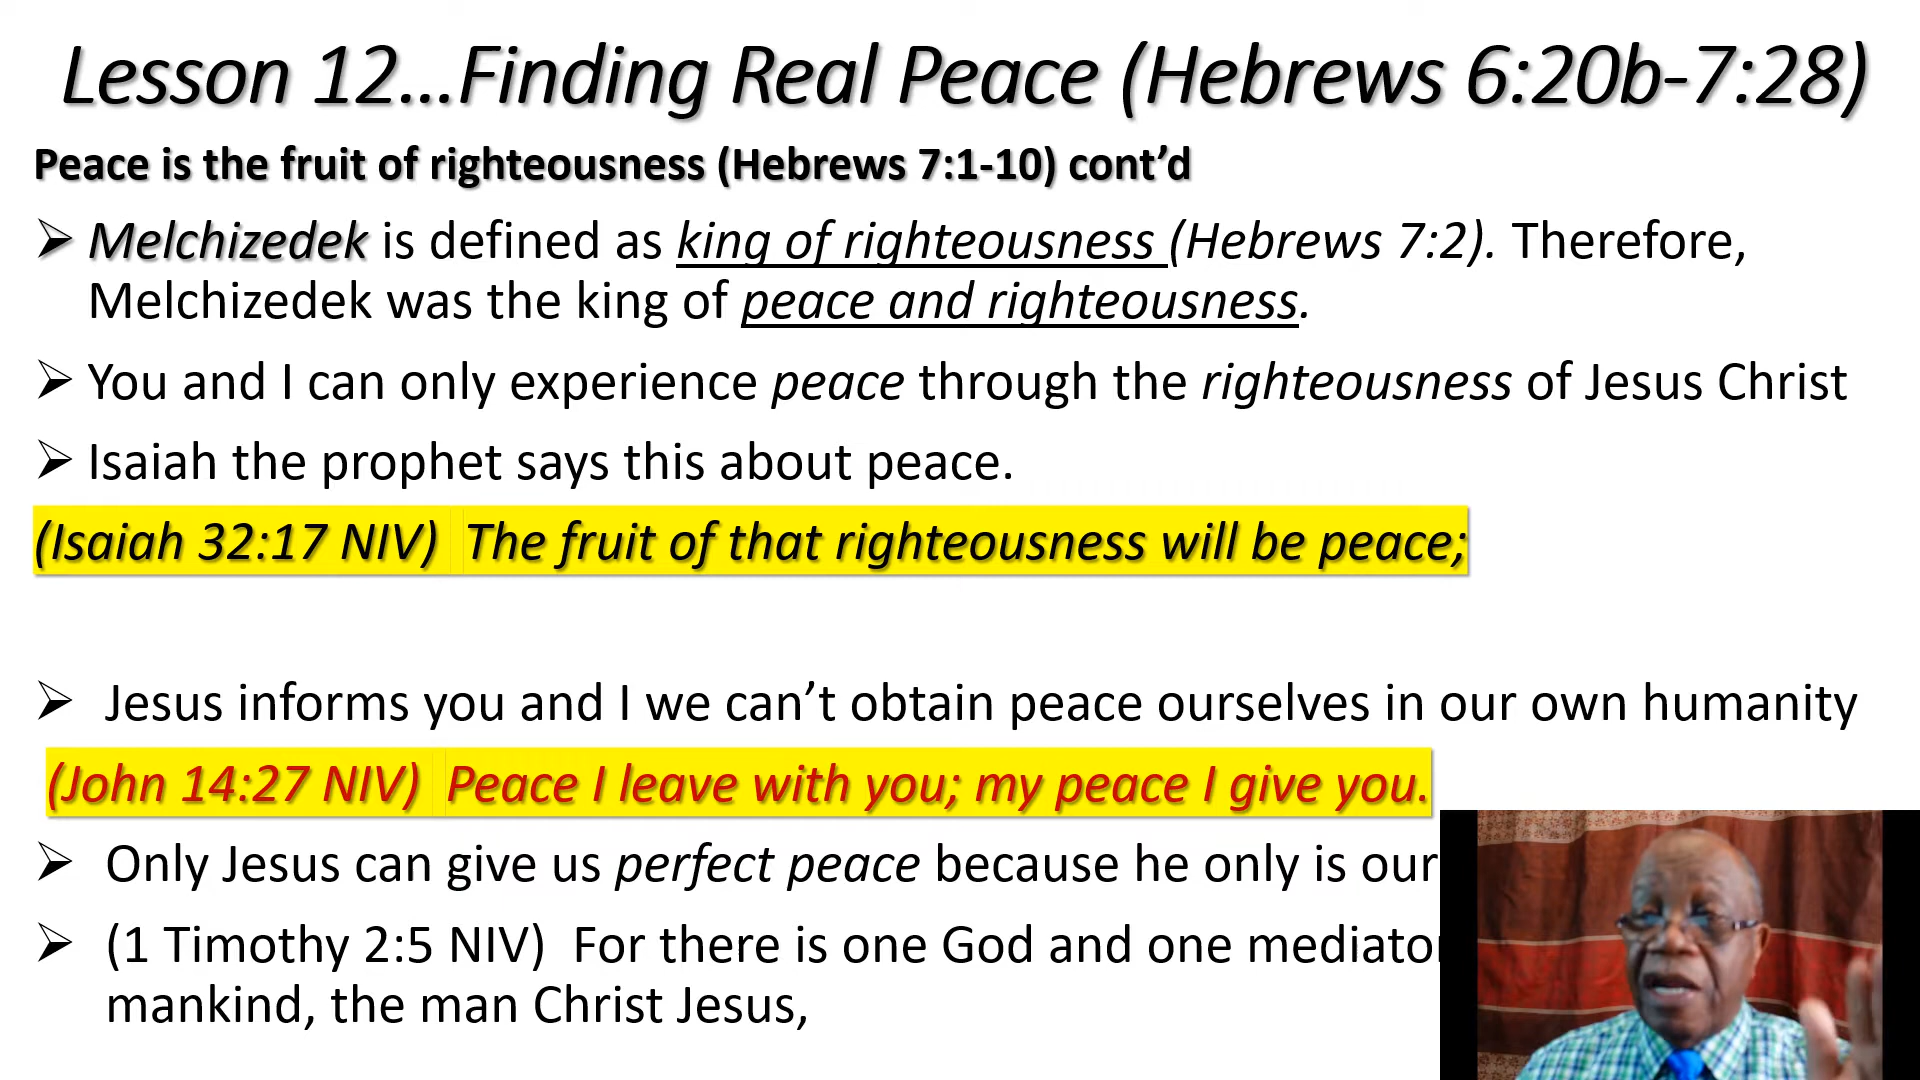 Lesson 12...Finding Real Peace (Hebrews 6:20b-7:28)
Peace is the fruit of righteousness (Hebrews 7:1-10) cont’d
➢ Melchizedek is defined as king of righteousness (Hebrews 7:2). Therefore,
Melchizedek was the king of peace and righteousness.
➢ You and I can only experience peace through the righteousness of Jesus Christ
➢ Isaiah the prophet says this about peace.
(Isaiah 32:17 NIV) The fruit of that righteousness will be peace;
➢ Jesus informs you and I we can’t obtain peace ourselves in our own humanity
(John 14:27 NIV) Peace I leave with you; my peace I give you.
➢ Only Jesus can give us perfect peace because he only is our
➢ (1 Timothy 2:5 NIV) For there is one God and one
mankind, the man Christ Jesus,